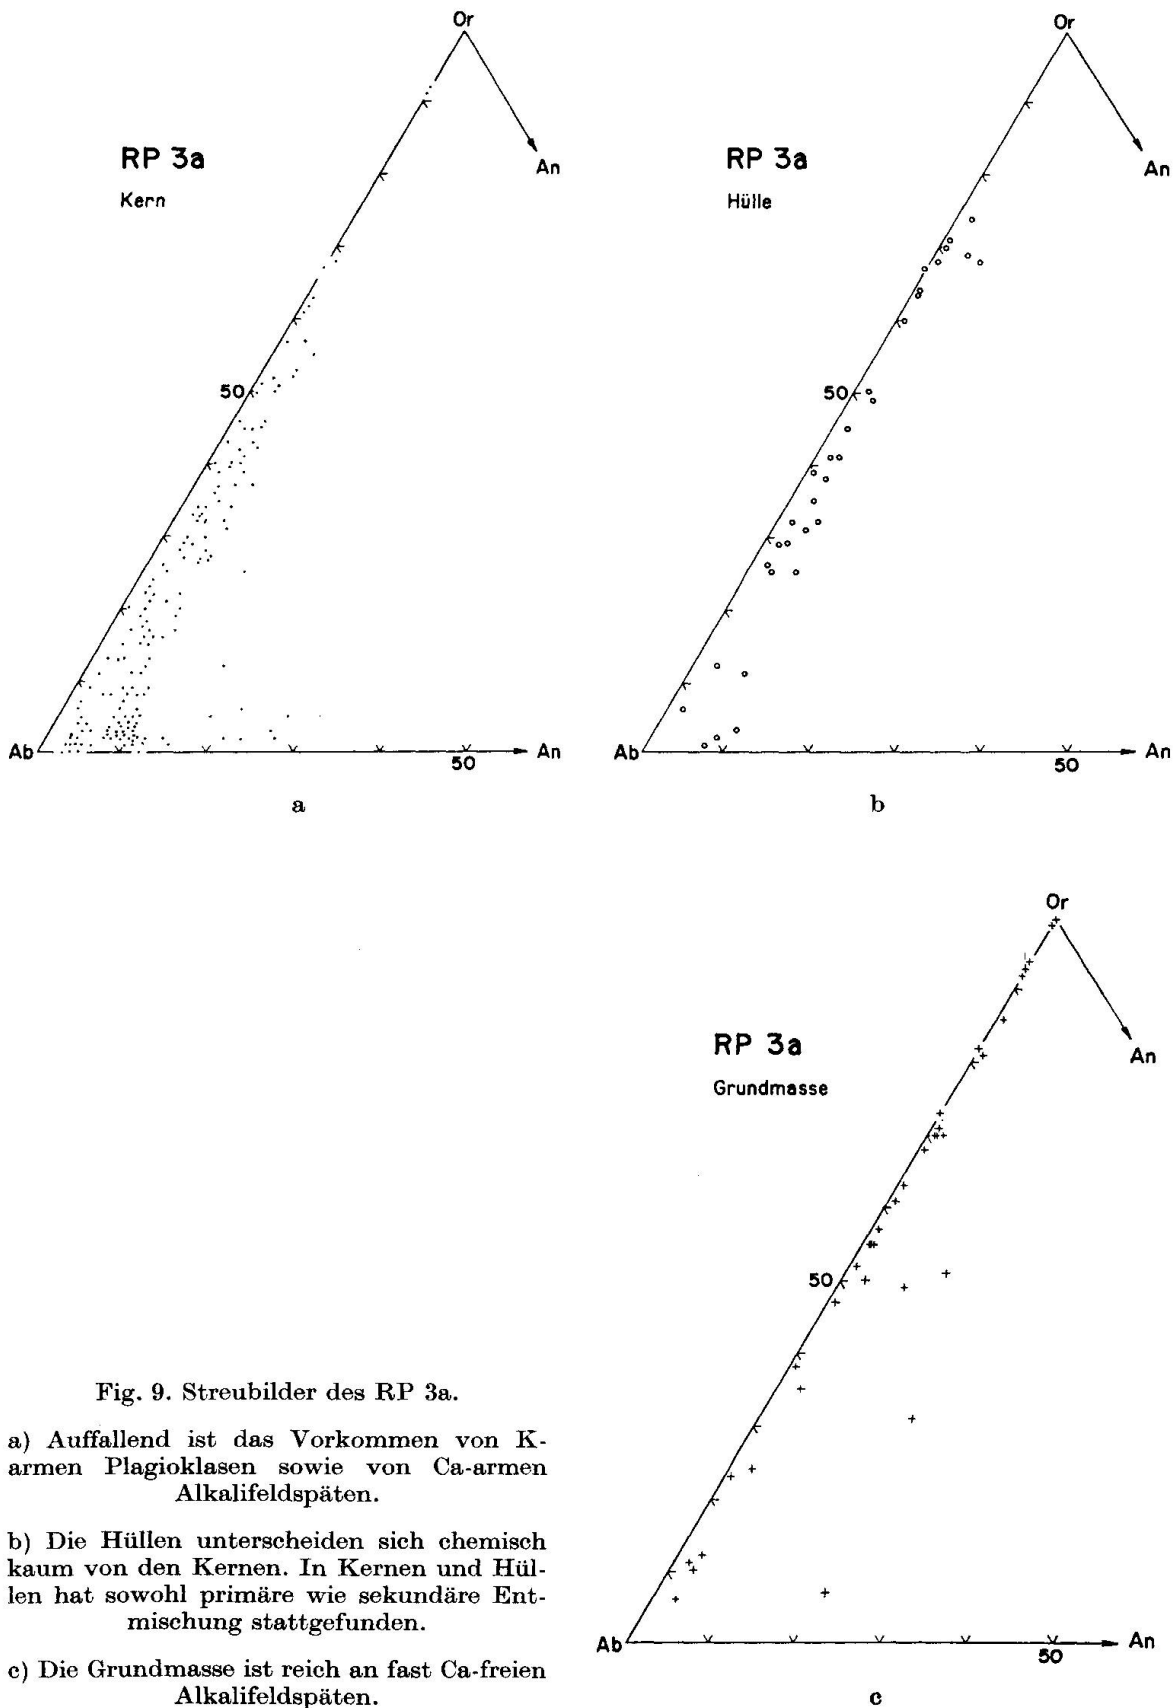 Or
RP 3a
Kern
An
50
Ab
An
50
a
Or
RP 3a
Hülle
An
50
Ab
An
50
b
Or
RP 3a
Grundmasse
An
50
Ab
An
50
c
Fig. 9. Streubilder des RP 3a.
a) Auffallend ist das Vorkommen von K-
armen Plagioklasen sowie von Ca-armen
Alkalifeldspäten.
b) Die Hüllen unterscheiden sich chemisch
kaum von den Kernen. In Kernen und Hül-
len hat sowohl primäre wie sekundäre Ent-
mischung stattgefunden.
c) Die Grundmasse ist reich an fast Ca-freien
Alkalifeldspäten.